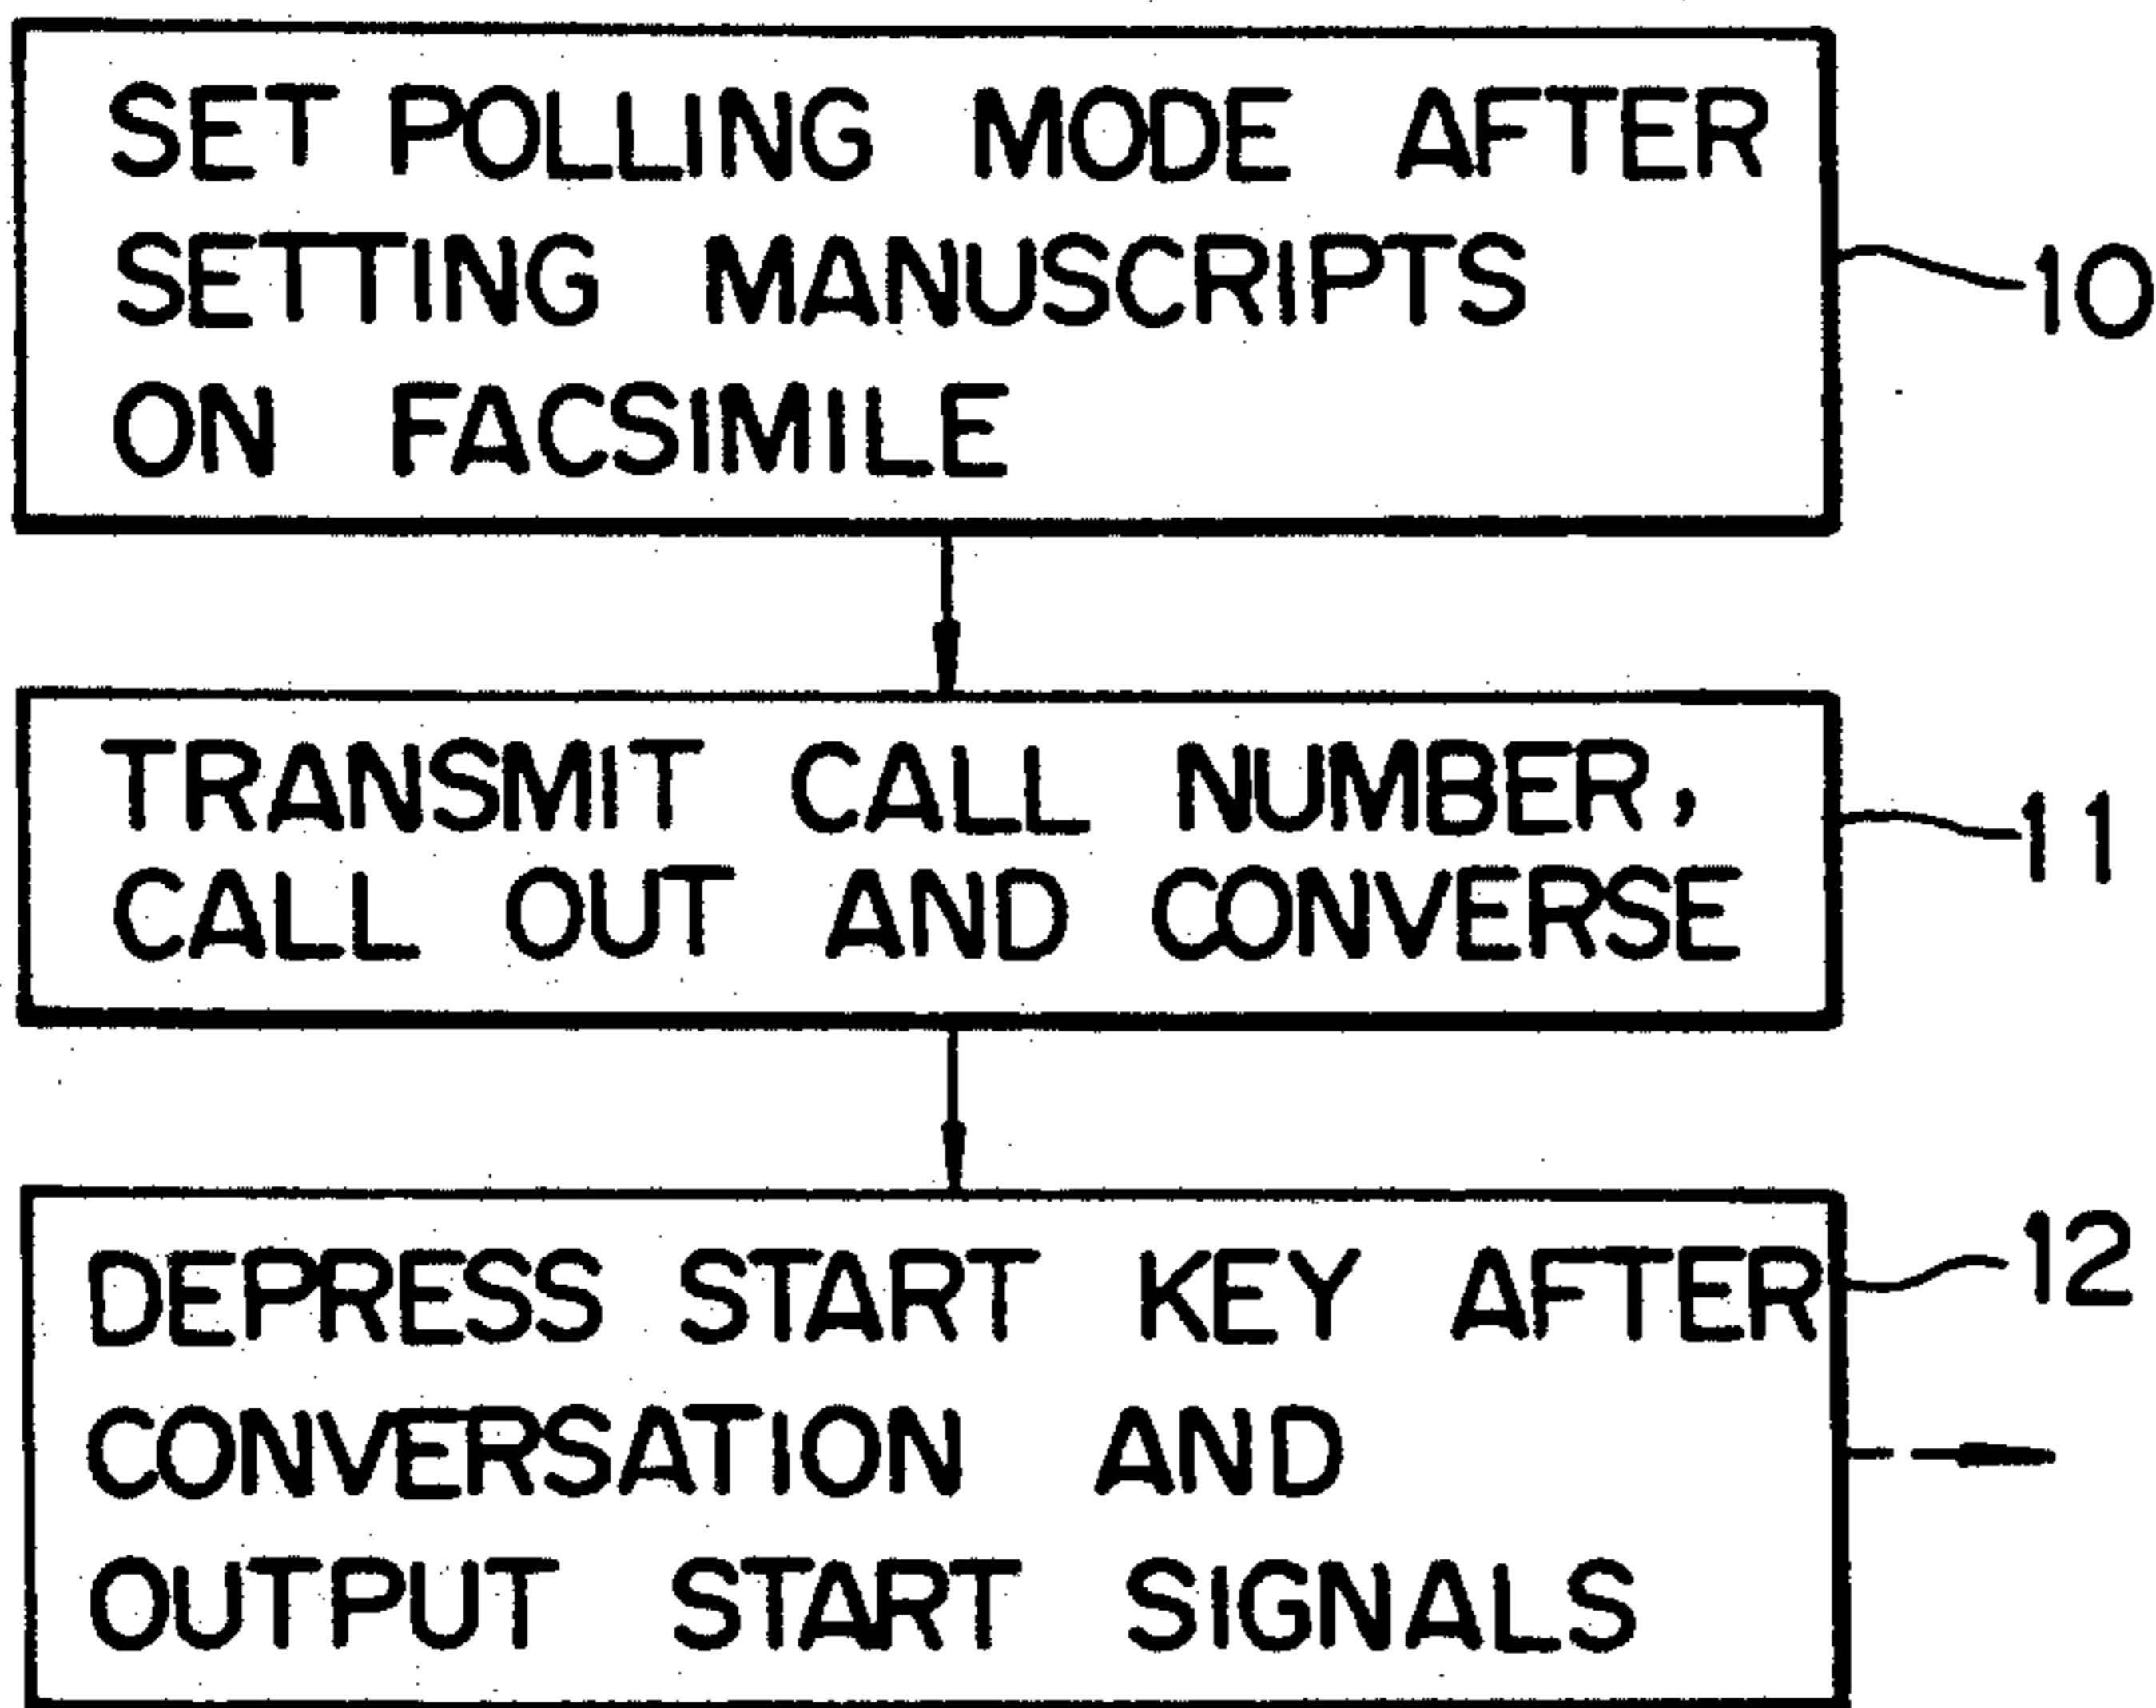 SET POLLING MODE AFTER
SETTING MANUSCRIPTS
ON FACSIMILE
10
TRANSMIT CALL NUMBER,
CALL OUT AND CONVERSE
11
DEPRESS START KEY AFTER
CONVERSATION AND
OUTPUT START SIGNALS
12